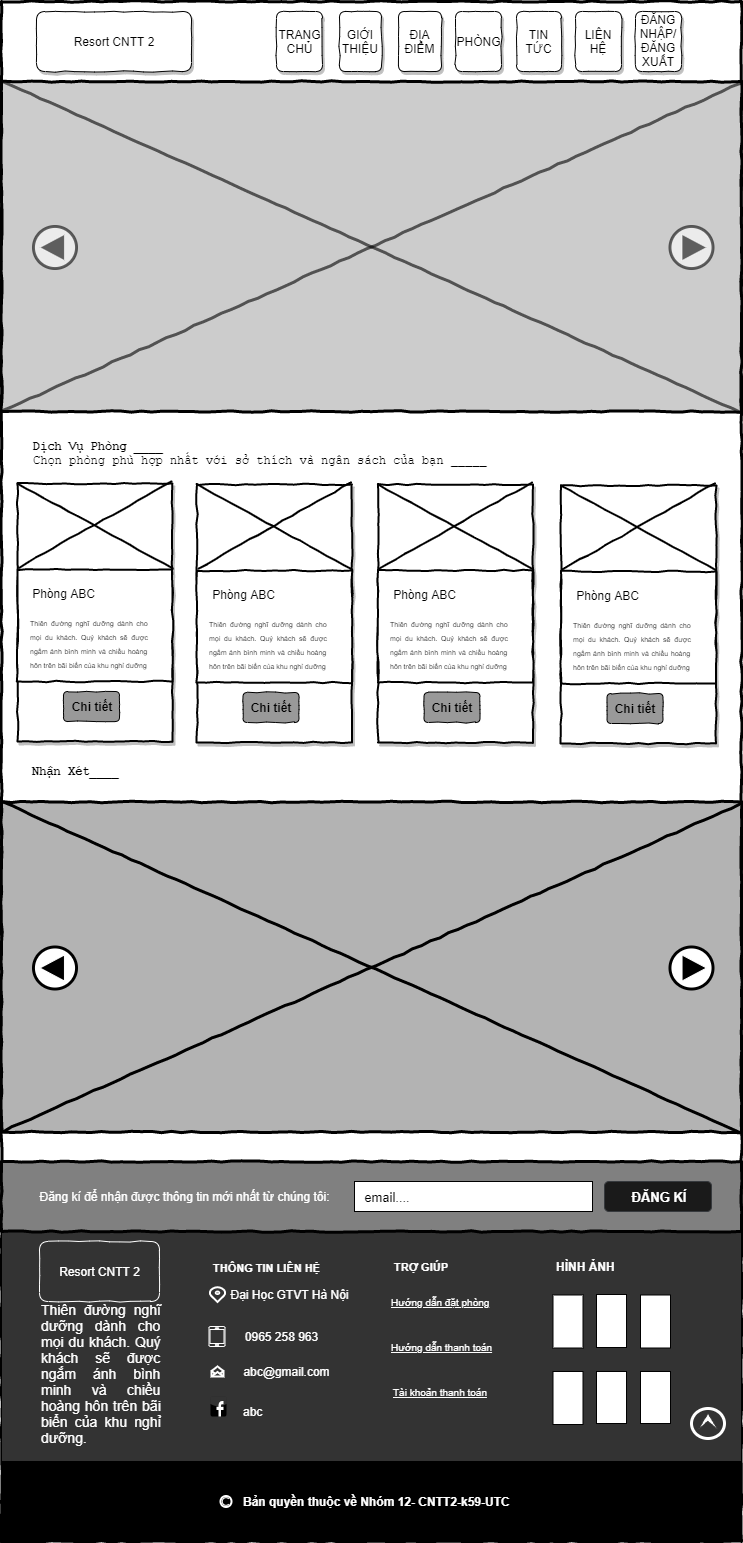 Resort CNTT 2
TRANG
CHỦ
GIỚI
THIỆU
ĐỊA
ĐIỂM
PHÒNG
TIN
TỨC
LIÊN
HỆ
ĐĂNG
NHẬP/
ĐĂNG
XUẤT
Dịch Vụ Phòng ____
Chọn phòng phù hợp nhất với sở thích và ngân sách của bạn _____
Phòng ABC
Thiên đường nghĩ dưỡng dành cho
mọi du khách. Quý khách sẽ được
ngắm ánh bình minh và chiều hoàng
hôn trên bãi biển của khu nghỉ dưỡng
Chi tiết
Phòng ABC
Thiên đường nghĩ dưỡng dành cho
mọi du khách. Quý khách sẽ được
ngắm ánh bình minh và chiều hoàng
hôn trên bãi biển của khu nghỉ dưỡng
Chi tiết
Phòng ABC
Thiên đường nghĩ dưỡng dành cho
mọi du khách. Quý khách sẽ được
ngắm ánh bình minh và chiều hoàng
hôn trên bãi biển của khu nghỉ dưỡng
Chi tiết
Phòng ABC
Thiên đường nghĩ dưỡng dành cho
mọi du khách. Quý khách sẽ được
ngắm ánh bình minh và chiều hoàng
hôn trên bãi biển của khu nghỉ dưỡng
Chi tiết
Nhận Xét____
Đăng kí để nhận được thông tin mới nhất từ chúng tôi:
email....
ĐĂNG KÍ
Resort CNTT 2
Thiên đường nghĩ
dưỡng dành cho
mọi du khách. Quý
khách sẽ được
ngắm ánh bình
minh và chiều
hoàng hôn trên bãi
biển của khu nghỉ
dưỡng.
THÔNG TIN LIÊN HỆ
Đại Học GTVT Hà Nội
0965 258 963
abc@gmail.com
abc
TRỢ GIÚP
Hướng dẫn đặt phòng
Hướng dẫn thanh toán
Tài khoản thanh toán
HÌNH ẢNH
© Bản quyền thuộc về Nhóm 12- CNTT2-k59-UTC